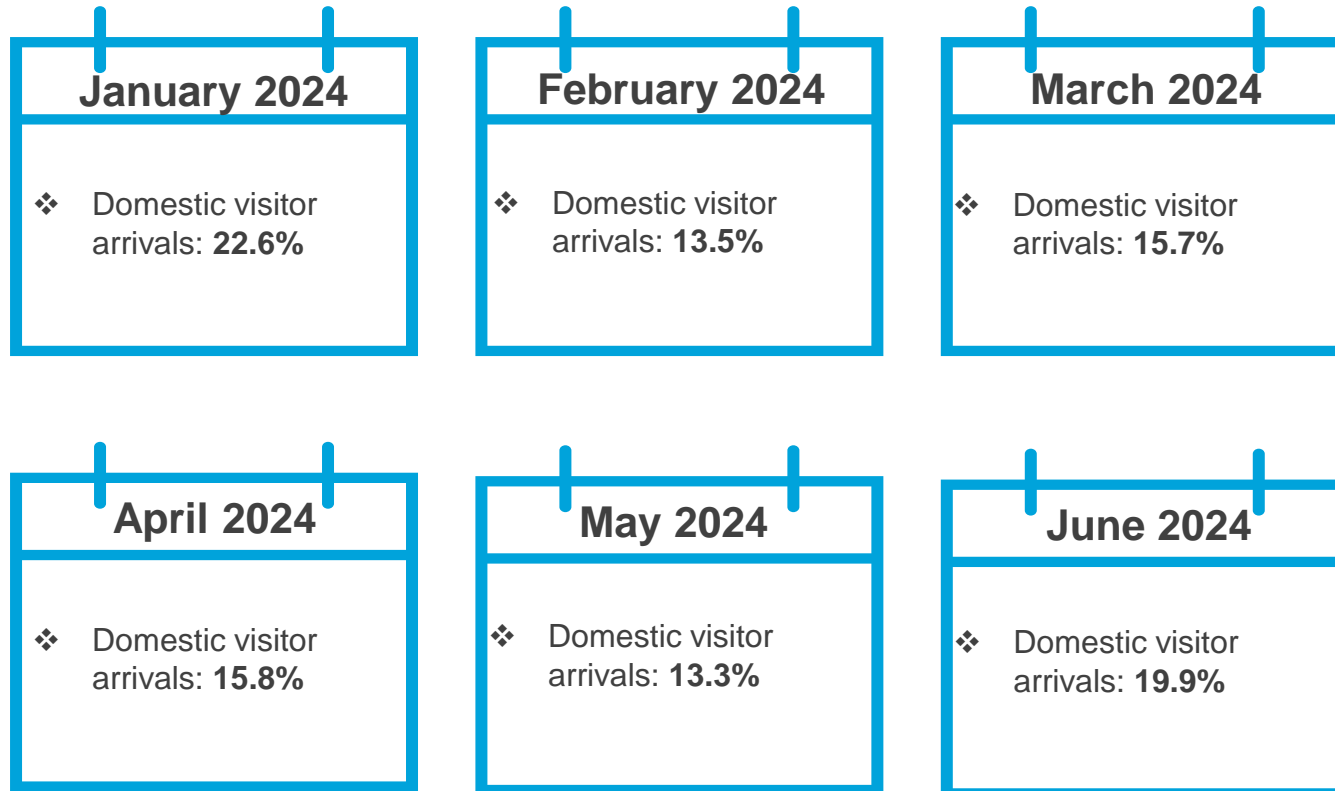 January 2024
❖ Domestic visitor
arrivals: 22.6%
February 2024
❖ Domestic visitor
arrivals: 13.5%
March 2024
❖ Domestic visitor
arrivals: 15.7%
April 2024
❖ Domestic visitor
arrivals: 15.8%
May 2024
❖ Domestic visitor
arrivals: 13.3%
June 2024
❖ Domestic visitor
arrivals: 19.9%